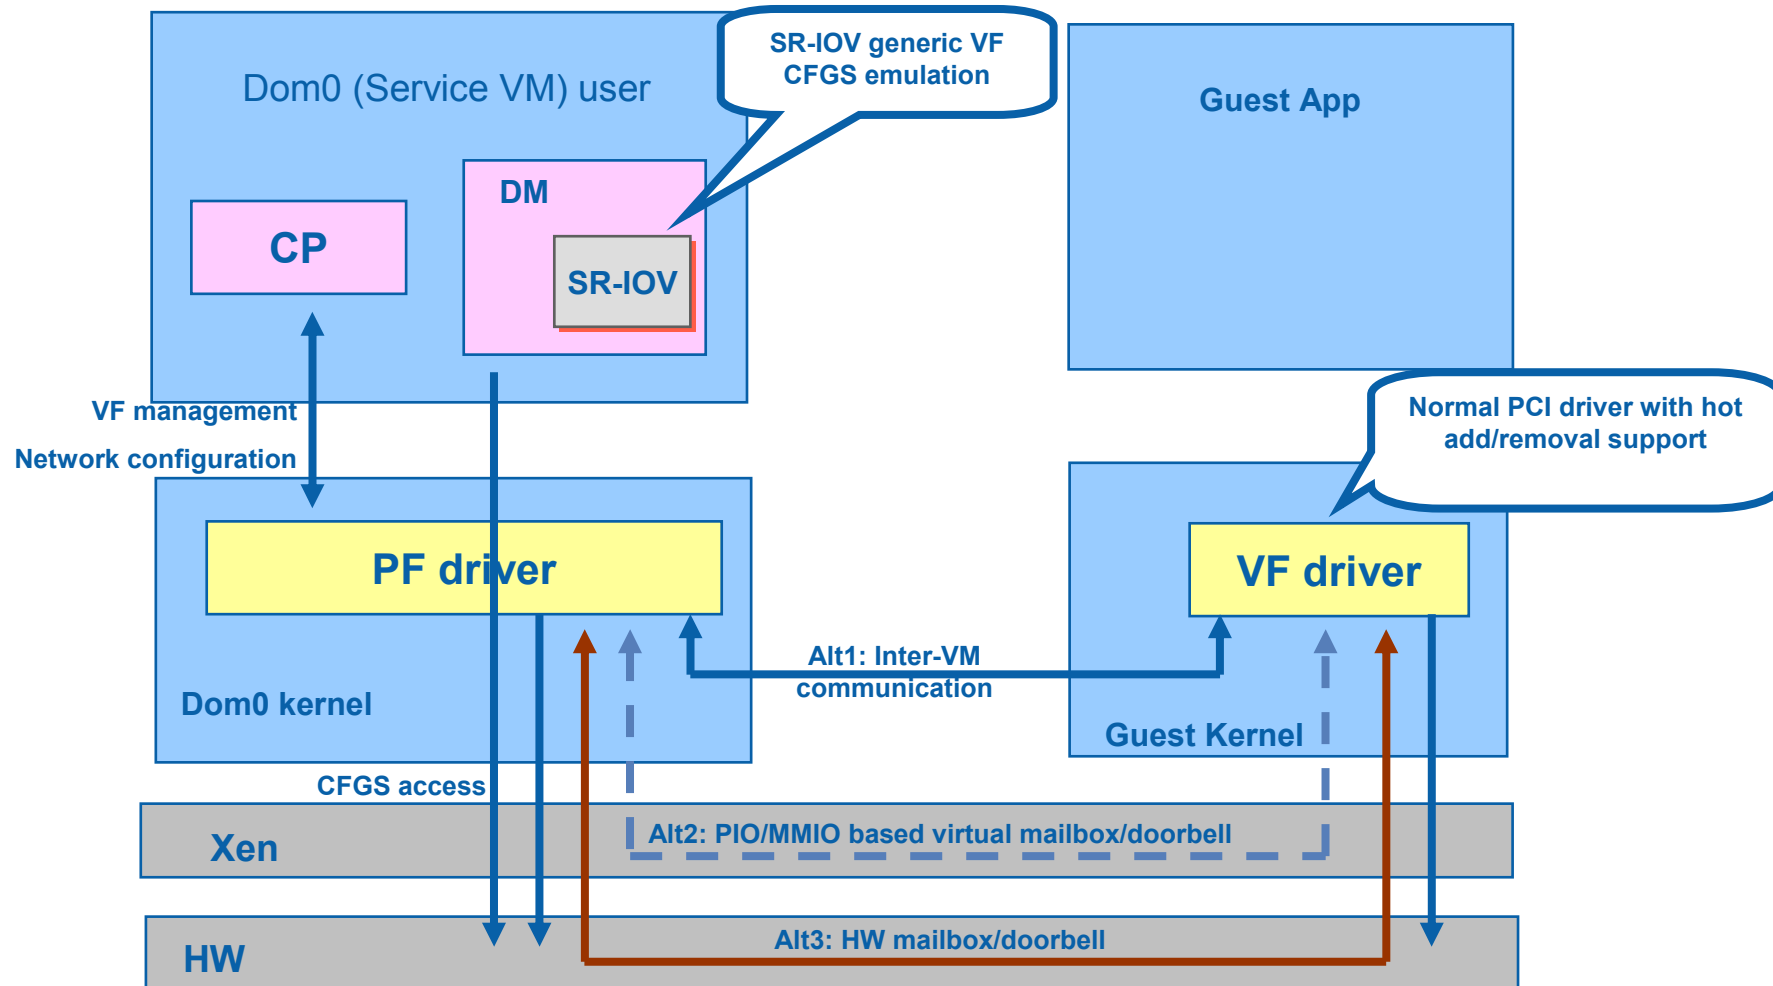 SR-IOV generic VF
CFGS emulation
Dom0 (Service VM) user
Guest App
DM
CP
SR-IOV
VF management
Network configuration
Normal PCI driver with hot
add/removal support
PF driver
VF driver
Alt1: Inter-VM
communication
Dom0 kernel
Guest Kernel
CFGS access
Xen
Alt2: PIO/MMIO based virtual mailbox/doorbell
HW
Alt3: HW mailbox/doorbell